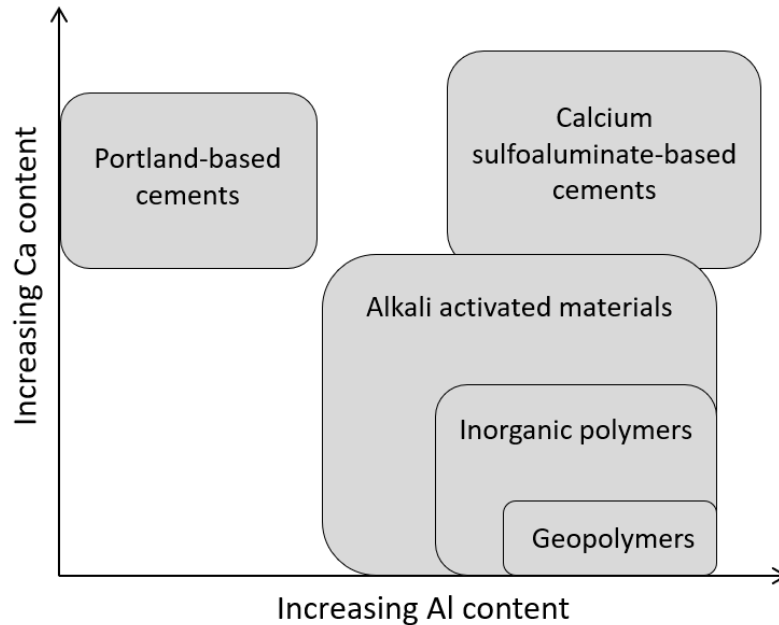 Increasing Ca content
Portland-based
cements
Calcium
sulfoaluminate-based
cements
Alkali activated materials
Inorganic polymers
Geopolymers
Increasing Al content